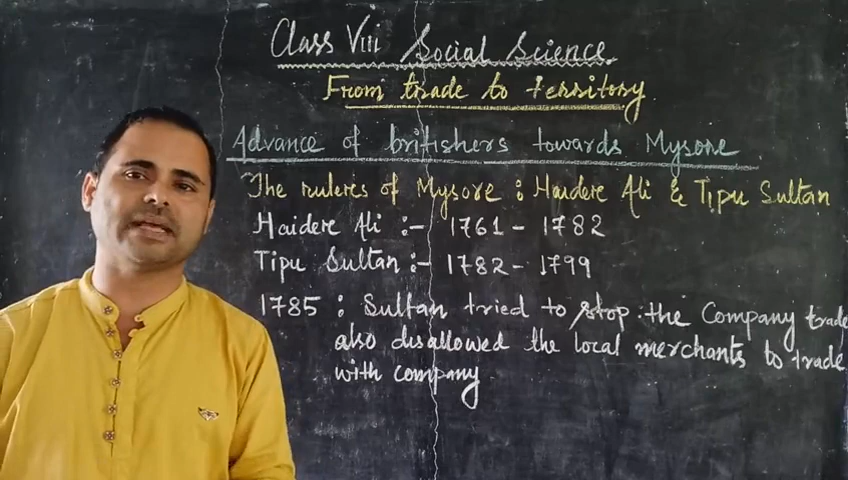 Class Viii Social Science
From trade to territory
Advance of britishers towards Mysore
The ruleres of Mysore : Haidere Ali & Tipu Sultan
Haidere Ali :- 1761 - 1782
Tipu Sultan :- 1782 - 1799
1785 : Sultan tried to stop the Company trade
also disallowed the local merchants to trade
with company